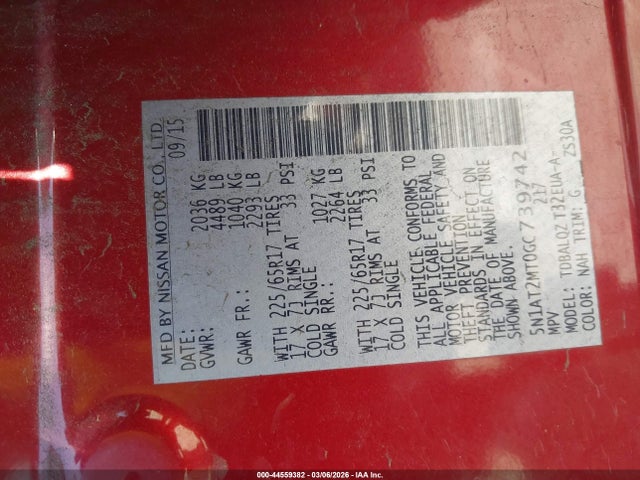 MFD BY NISSAN MOTOR CO., LTD.
DATE: 09/15
GVWR: 2036 KG
4489 LB
GAWR FR.: 1040 KG
2293 LB
WITH 225/65R17 TIRES
17 X 7J RIMS AT 33 PSI
COLD SINGLE
GAWR RR.: 1027 KG
2264 LB
WITH 225/65R17 TIRES
17 X 7J RIMS AT 33 PSI
COLD SINGLE
THIS VEHICLE CONFORMS TO
ALL APPLICABLE FEDERAL
MOTOR VEHICLE SAFETY AND
THEFT PREVENTION
STANDARDS IN EFFECT ON
THE DATE OF MANUFACTURE
SHOWN ABOVE.
5N1AT2MT0GC739742
MPV 217
MODEL: TOBALQZ T32EUA-A
COLOR: NAH TRIM: G ZS30A
000-44559382 | 03/06/2026 | IAA Inc.